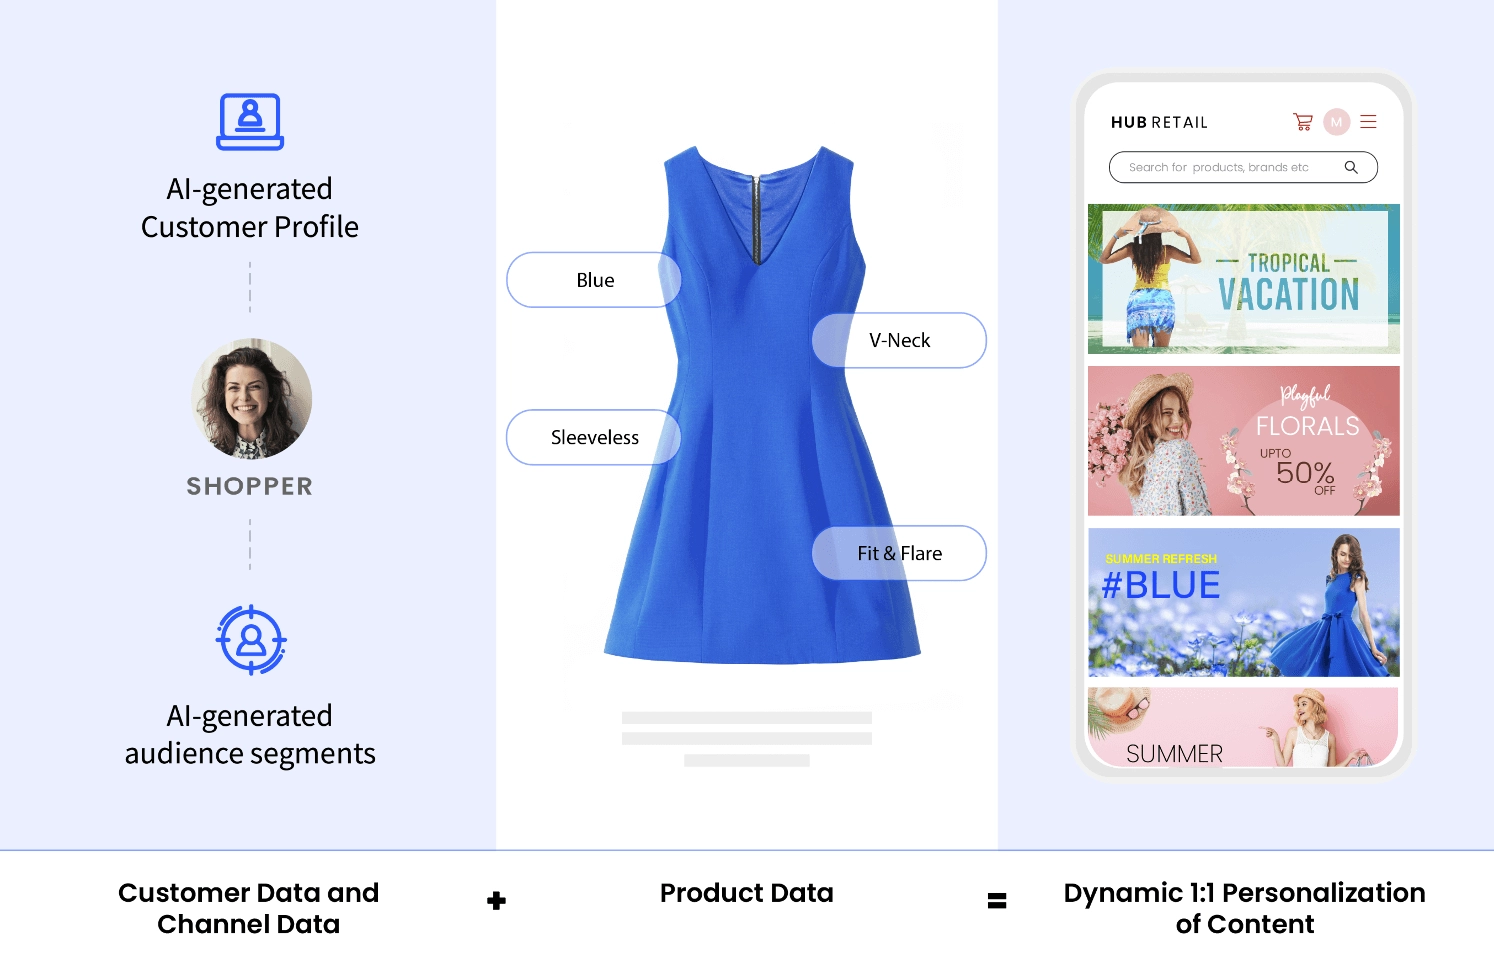 AI-generated
Customer Profile
SHOPPER
AI-generated
audience segments
Blue
V-Neck
Sleeveless
Fit & Flare
HUB RETAIL
M
Search for products, brands etc
TROPICAL
VACATION
Playful
FLORALS
UPTO
50%
OFF
SUMMER REFRESH
#BLUE
SUMMER
Customer Data and
Channel Data
+
Product Data
=
Dynamic 1:1 Personalization
of Content